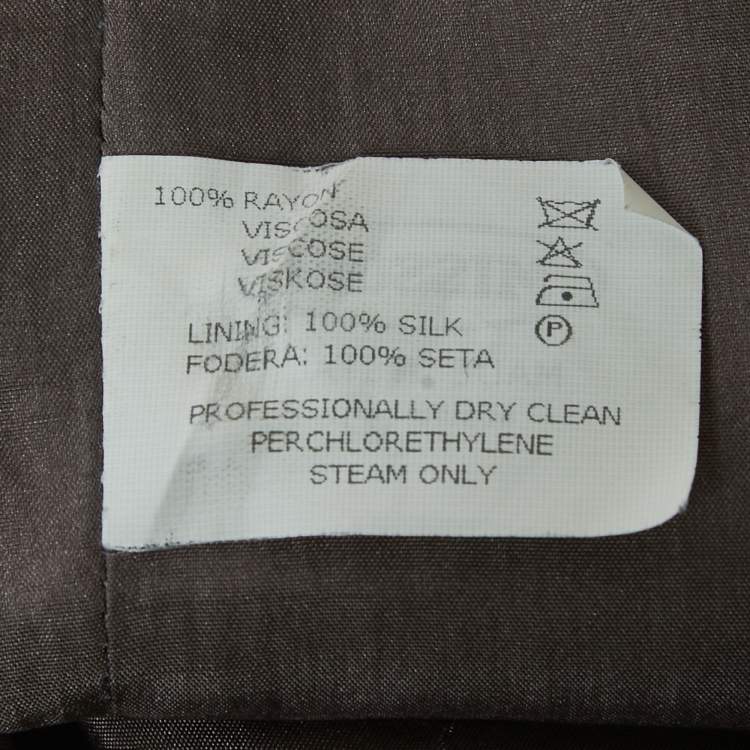 100% RAYON
VISCOSA
VISCOSE
VISKOSE
LINING: 100% SILK
FODERA: 100% SETA
P
PROFESSIONALLY DRY CLEAN
PERCHLORETHYLENE
STEAM ONLY